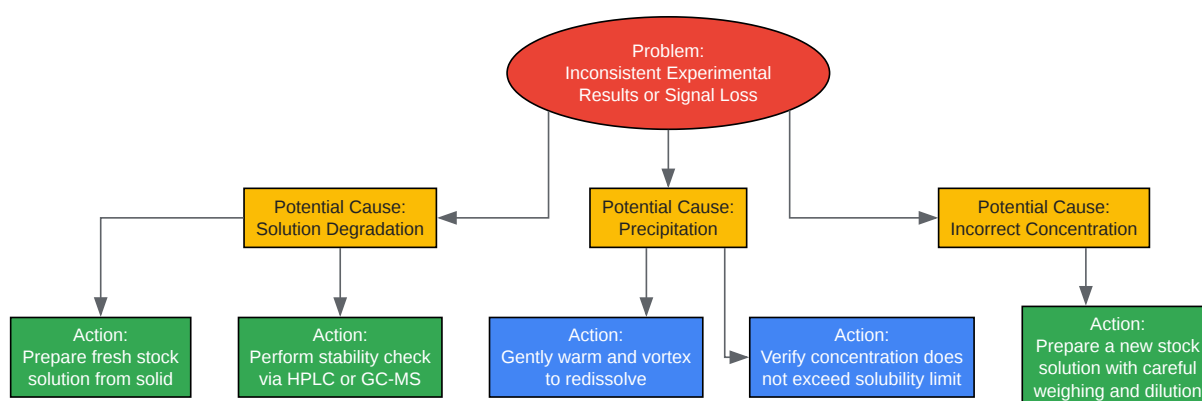 Problem:
Inconsistent Experimental
Results or Signal Loss
Potential Cause:
Solution Degradation
Potential Cause:
Precipitation
Potential Cause:
Incorrect Concentration
Action:
Prepare fresh stock
solution from solid
Action:
Perform stability check
via HPLC or GC-MS
Action:
Gently warm and vortex
to redissolve
Action:
Verify concentration does
not exceed solubility limit
Action:
Prepare a new stock
solution with careful
weighing and dilution